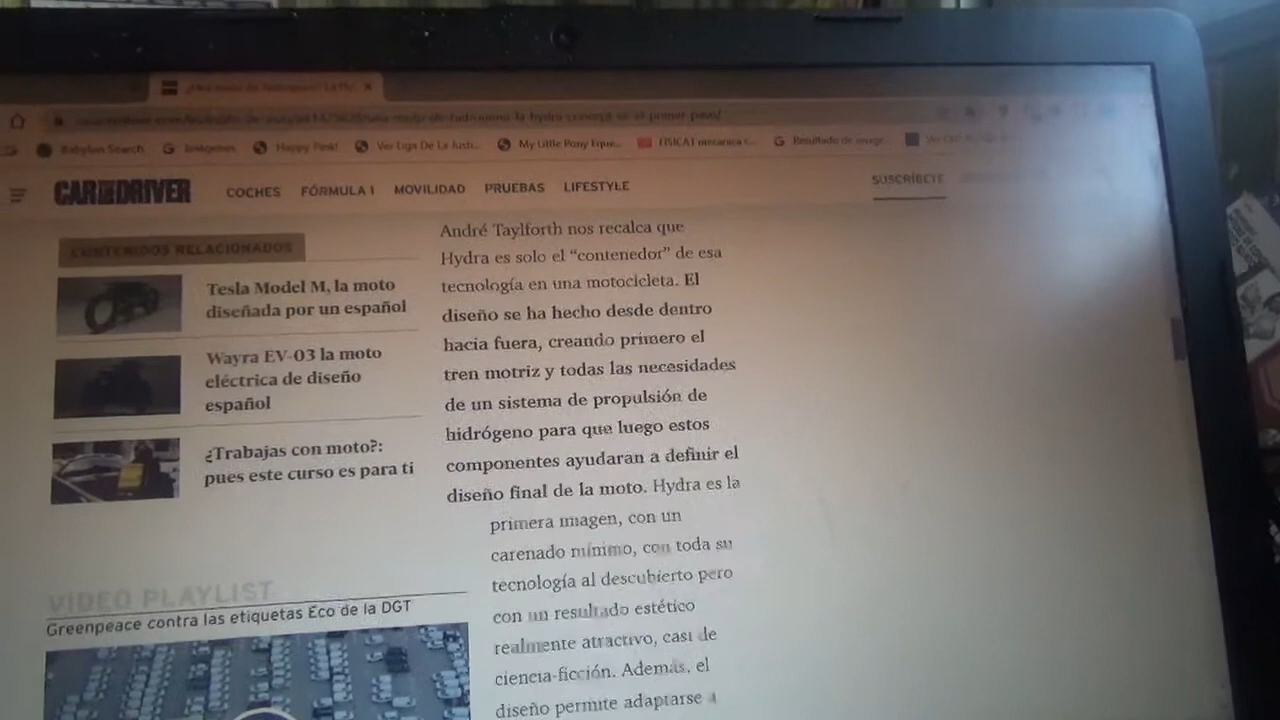 Babylon Search
Imágenes
Happy Pink!
Ver Liga De La Justi...
My Little Pony Eque...
FISICA I mecanica c...
Resultado de image...
CAR AND DRIVER
COCHES
FÓRMULA 1
MOVILIDAD
PRUEBAS
LIFESTYLE
SUSCRÍBETE
CONTENIDOS RELACIONADOS
Tesla Model M, la moto
diseñada por un español
Wayra EV-03 la moto
eléctrica de diseño
español
¿Trabajas con moto?:
pues este curso es para ti
VIDEO PLAYLIST
Greenpeace contra las etiquetas Eco de la DGT
André Taylforth nos recalca que
Hydra es solo el “contenedor” de esa
tecnología en una motocicleta. El
diseño se ha hecho desde dentro
hacia fuera, creando primero el
tren motriz y todas las necesidades
de un sistema de propulsión de
hidrógeno para que luego estos
componentes ayudaran a definir el
diseño final de la moto. Hydra es la
primera imagen, con un
carenado mínimo, con toda su
tecnología al descubierto pero
con un resultado estético
realmente atractivo, casi de
ciencia-ficción. Además, el
diseño permite adaptarse a